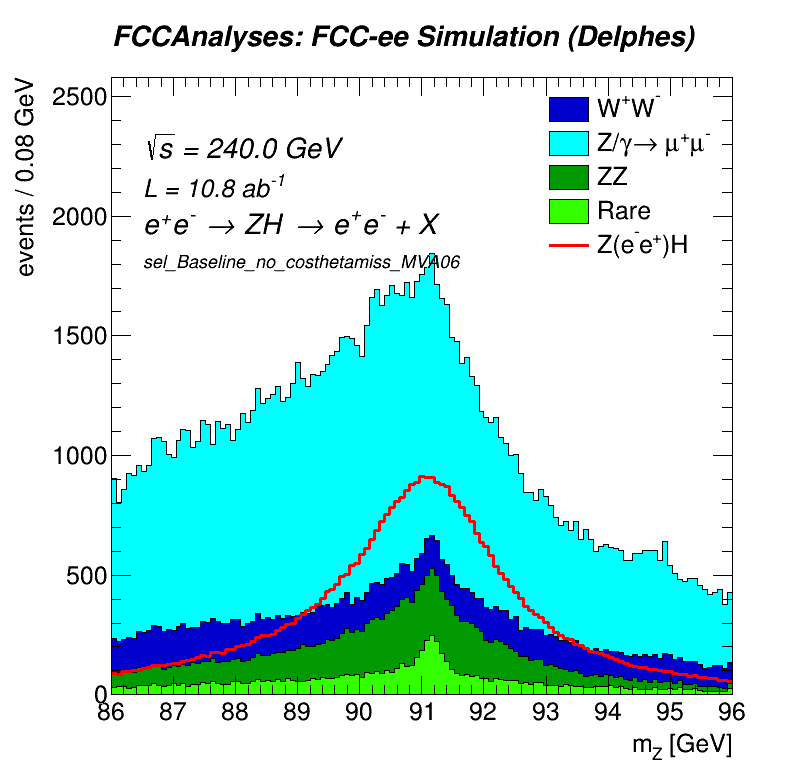 FCCAnalyses: FCC-ee Simulation (Delphes)
events / 0.08 GeV
2500
2000
1500
1000
500
0
√s = 240.0 GeV
L = 10.8 ab⁻¹
e⁺e⁻ → ZH → e⁺e⁻ + X
sel_Baseline_no_costhetamiss_MVA06
W⁺W⁻
Z/γ→ μ⁺μ⁻
ZZ
Rare
Z(e⁻e⁺)H
86 87 88 89 90 91 92 93 94 95 96
m_Z [GeV]